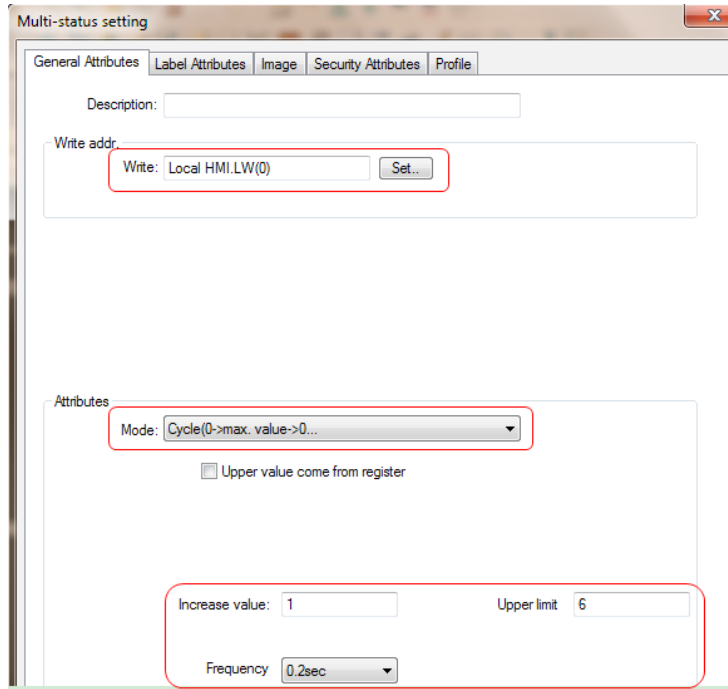 Multi-status setting
General Attributes Label Attributes Image Security Attributes Profile
Description:
Write addr.
Write: Local HMI.LW(0) Set..
Attributes
Mode: Cycle(0->max. value->0...
Upper value come from register
Increase value: 1 Upper limit 6
Frequency 0.2sec